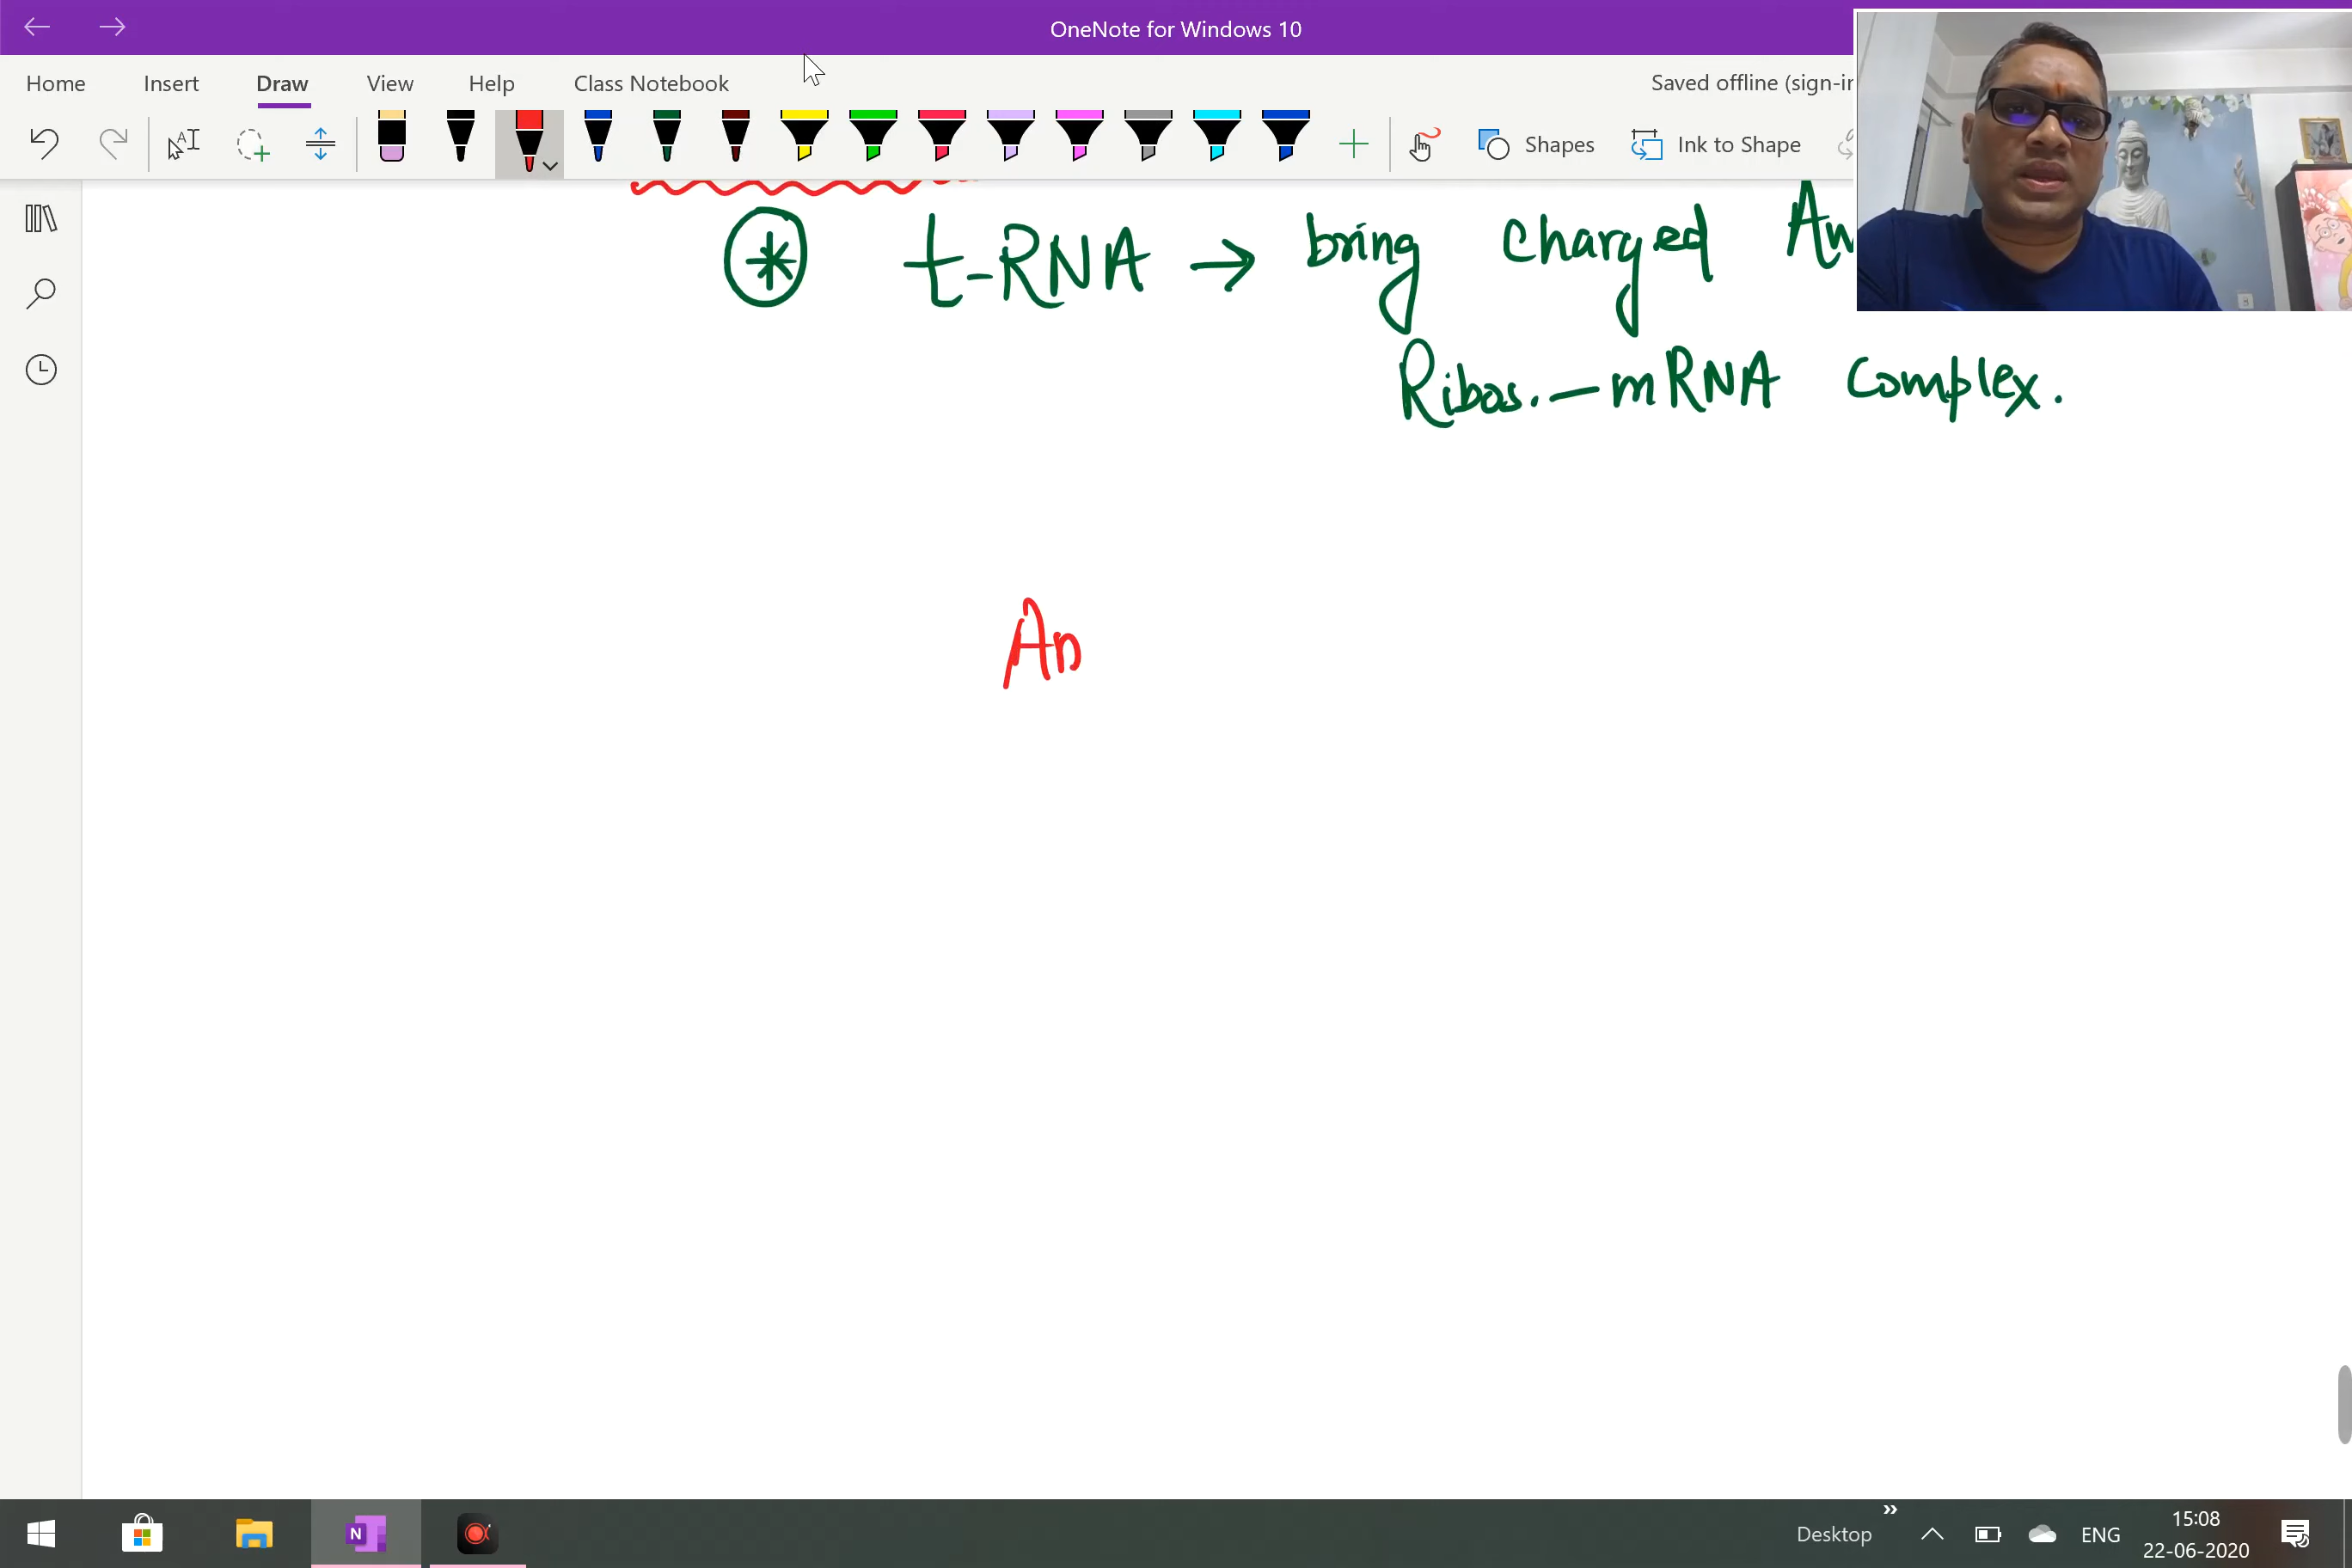 OneNote for Windows 10
Home Insert Draw View Help Class Notebook Saved offline (sign-in
Shapes Ink to Shape
* t-RNA → bring charged
Ribos. — mRNA Complex.
An
N
Desktop ENG 15:08
22-06-2020